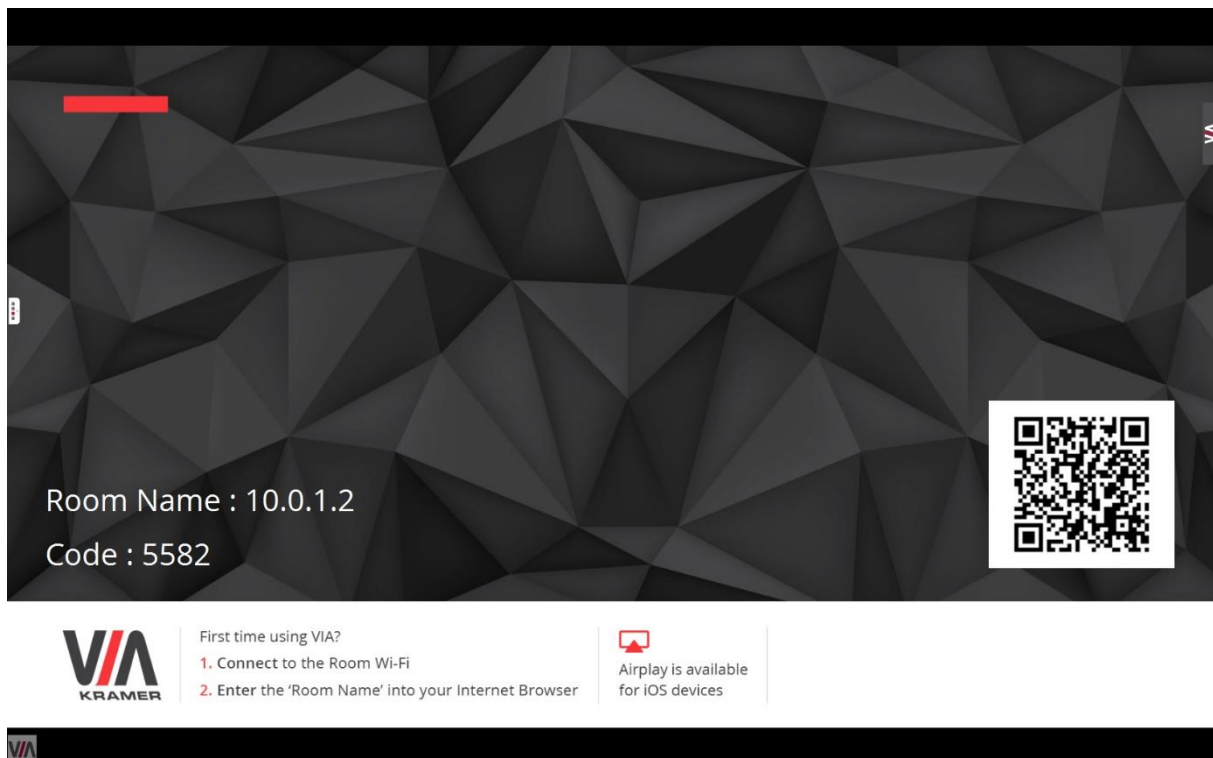 Room Name : 10.0.1.2
Code : 5582
VIA
KRAMER
First time using VIA?
1. Connect to the Room Wi-Fi
2. Enter the ‘Room Name’ into your Internet Browser
Airplay is available
for iOS devices
VIA